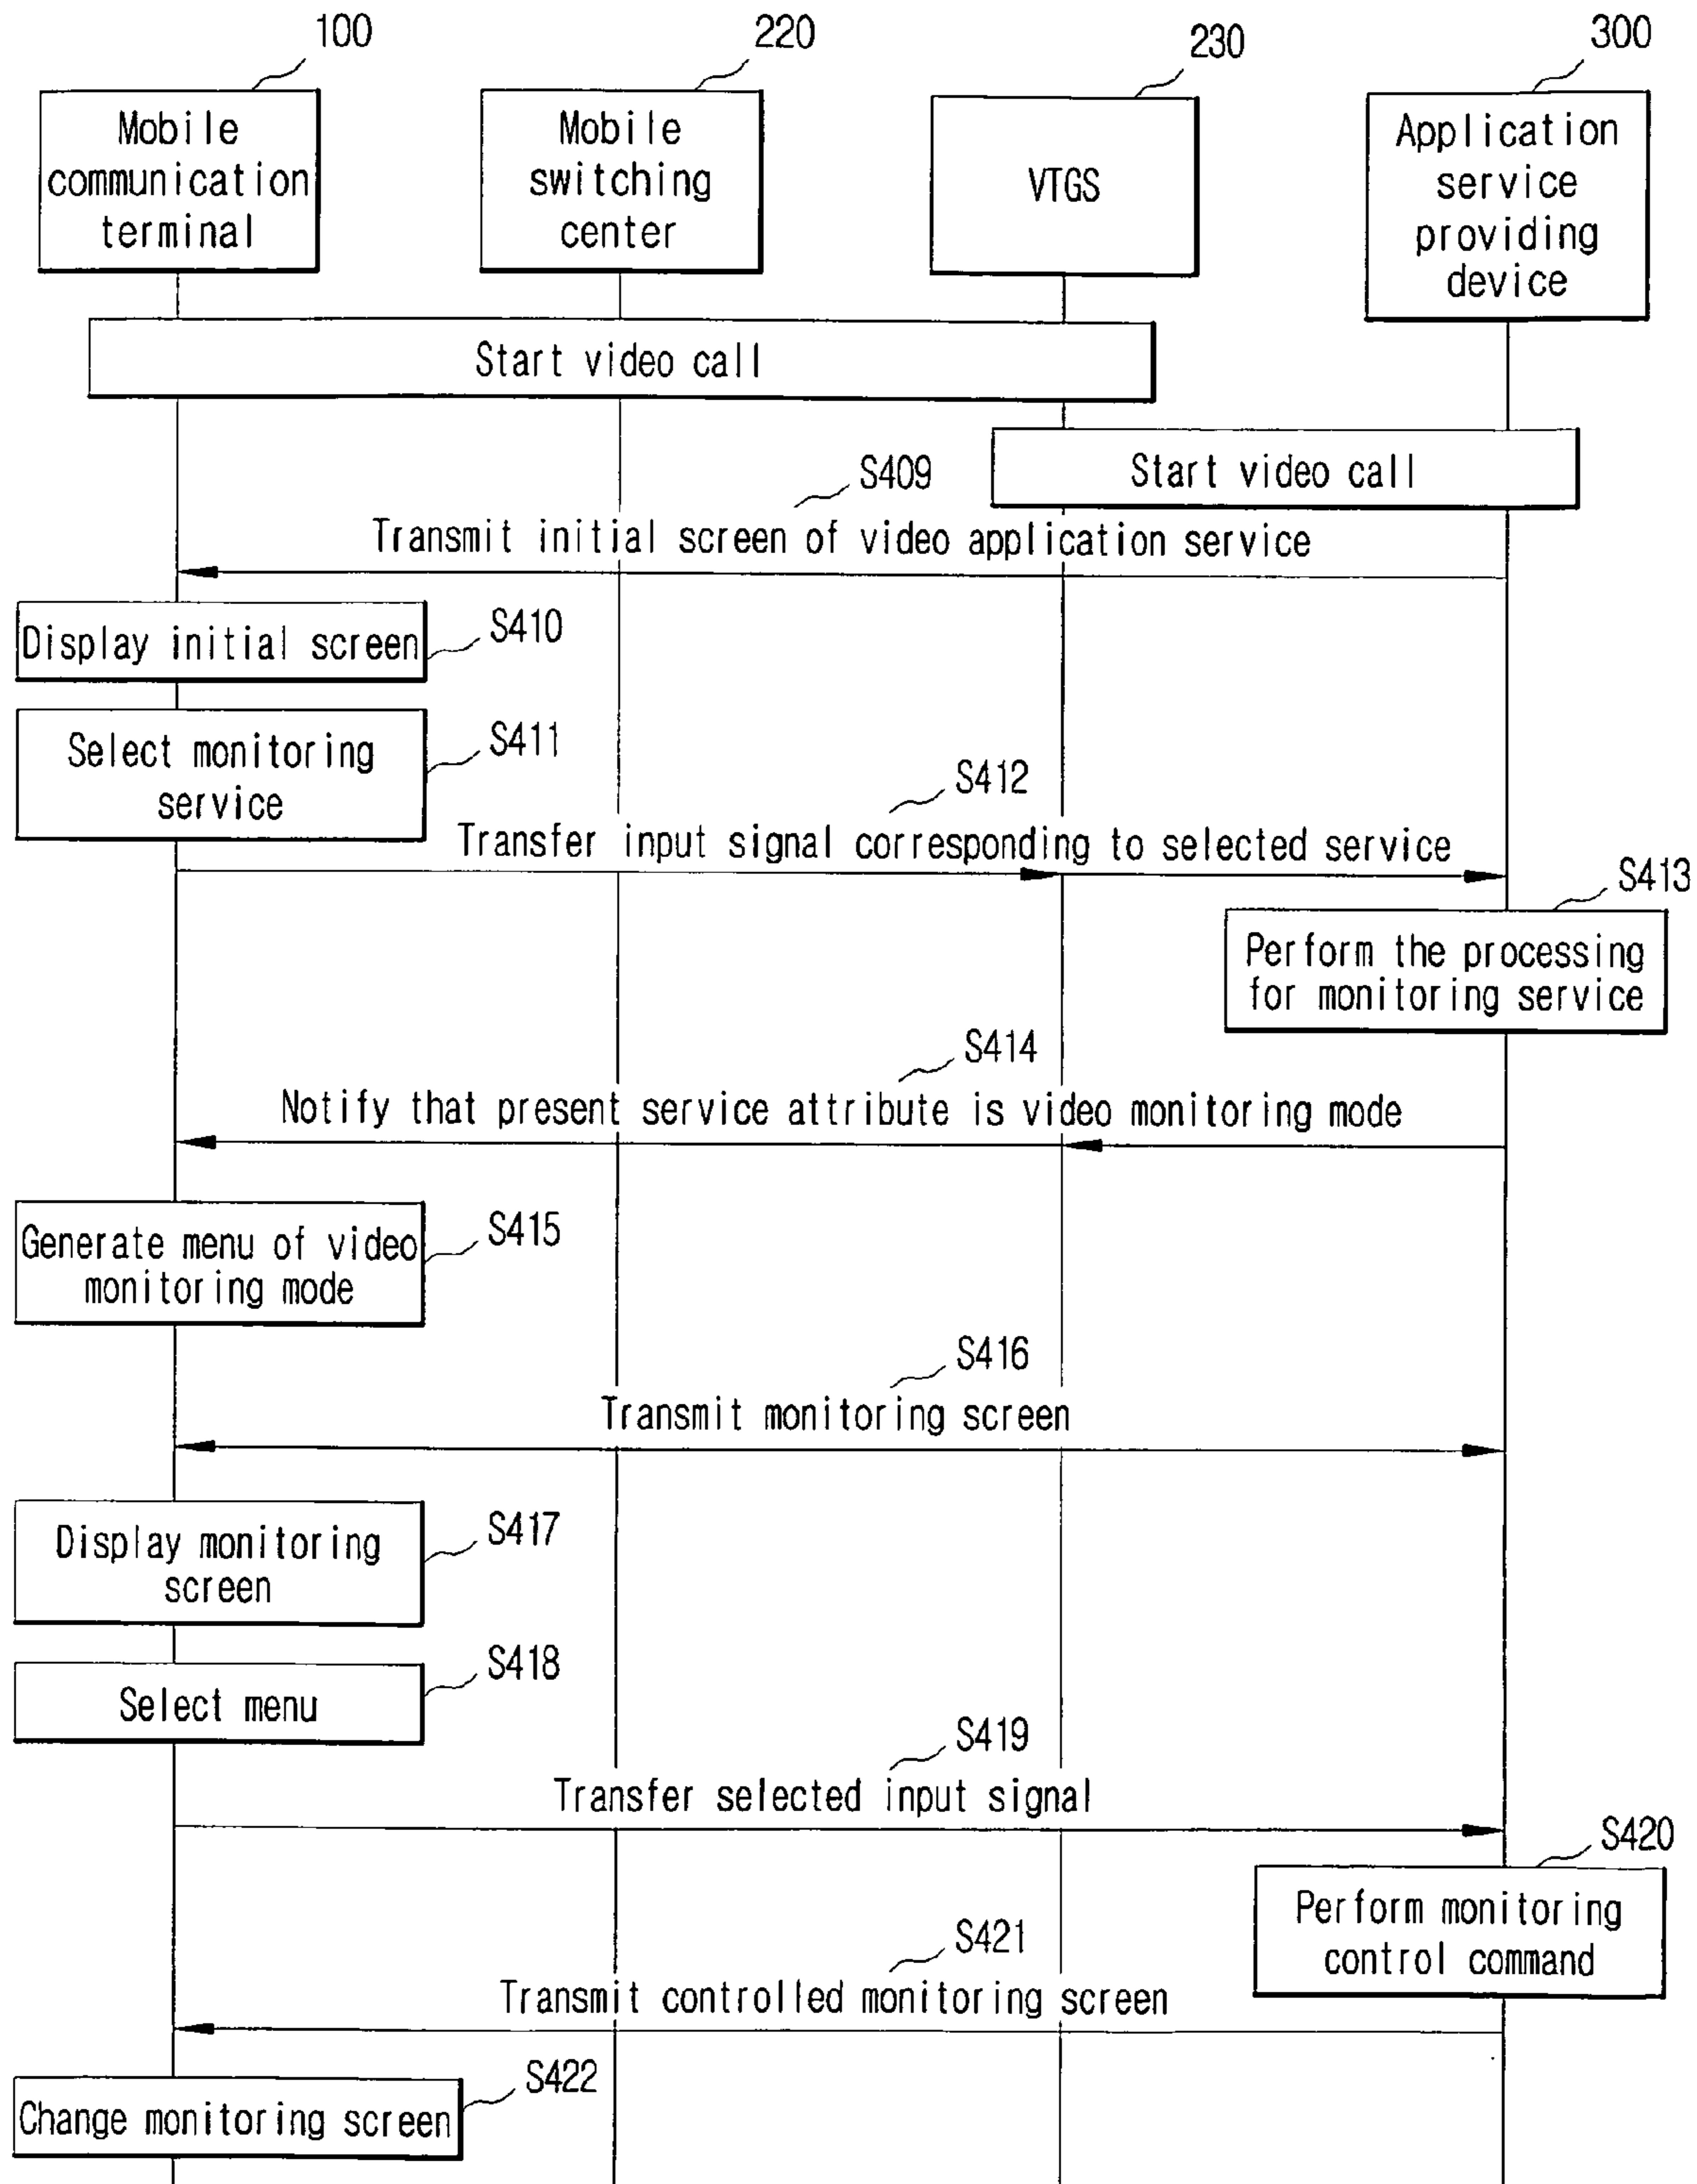 100
220
230
300
Mobile
communication
terminal
Mobile
switching
center
VTGS
Application
service
providing
device
Start video call
Start video call
S409
Transmit initial screen of video application service
Display initial screen
S410
Select monitoring
service
S411
S412
Transfer input signal corresponding to selected service
S413
Perform the processing
for monitoring service
S414
Notify that present service attribute is video monitoring mode
Generate menu of video
monitoring mode
S415
S416
Transmit monitoring screen
Display monitoring
screen
S417
Select menu
S418
S419
Transfer selected input signal
S420
Perform monitoring
control command
S421
Transmit controlled monitoring screen
S422
Change monitoring screen